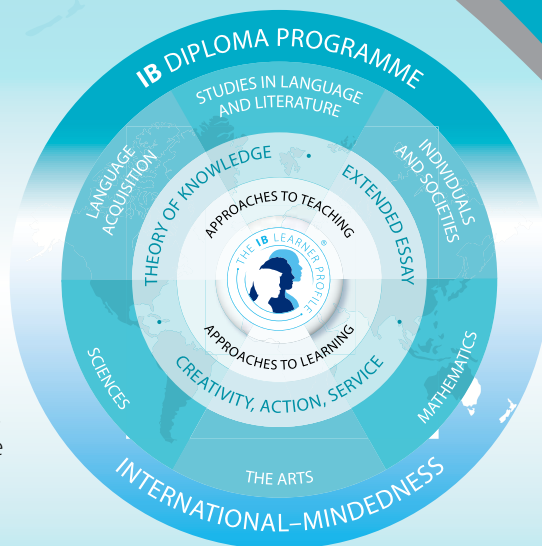 IB DIPLOMA PROGRAMME
STUDIES IN LANGUAGE
AND LITERATURE
LANGUAGE
ACQUISITION
INDIVIDUALS
AND SOCIETIES
THEORY OF KNOWLEDGE
•
EXTENDED ESSAY
APPROACHES TO TEACHING
THE IB LEARNER PROFILE ®
APPROACHES TO LEARNING
•
CREATIVITY, ACTION, SERVICE
•
SCIENCES
MATHEMATICS
THE ARTS
INTERNATIONAL–MINDEDNESS
e